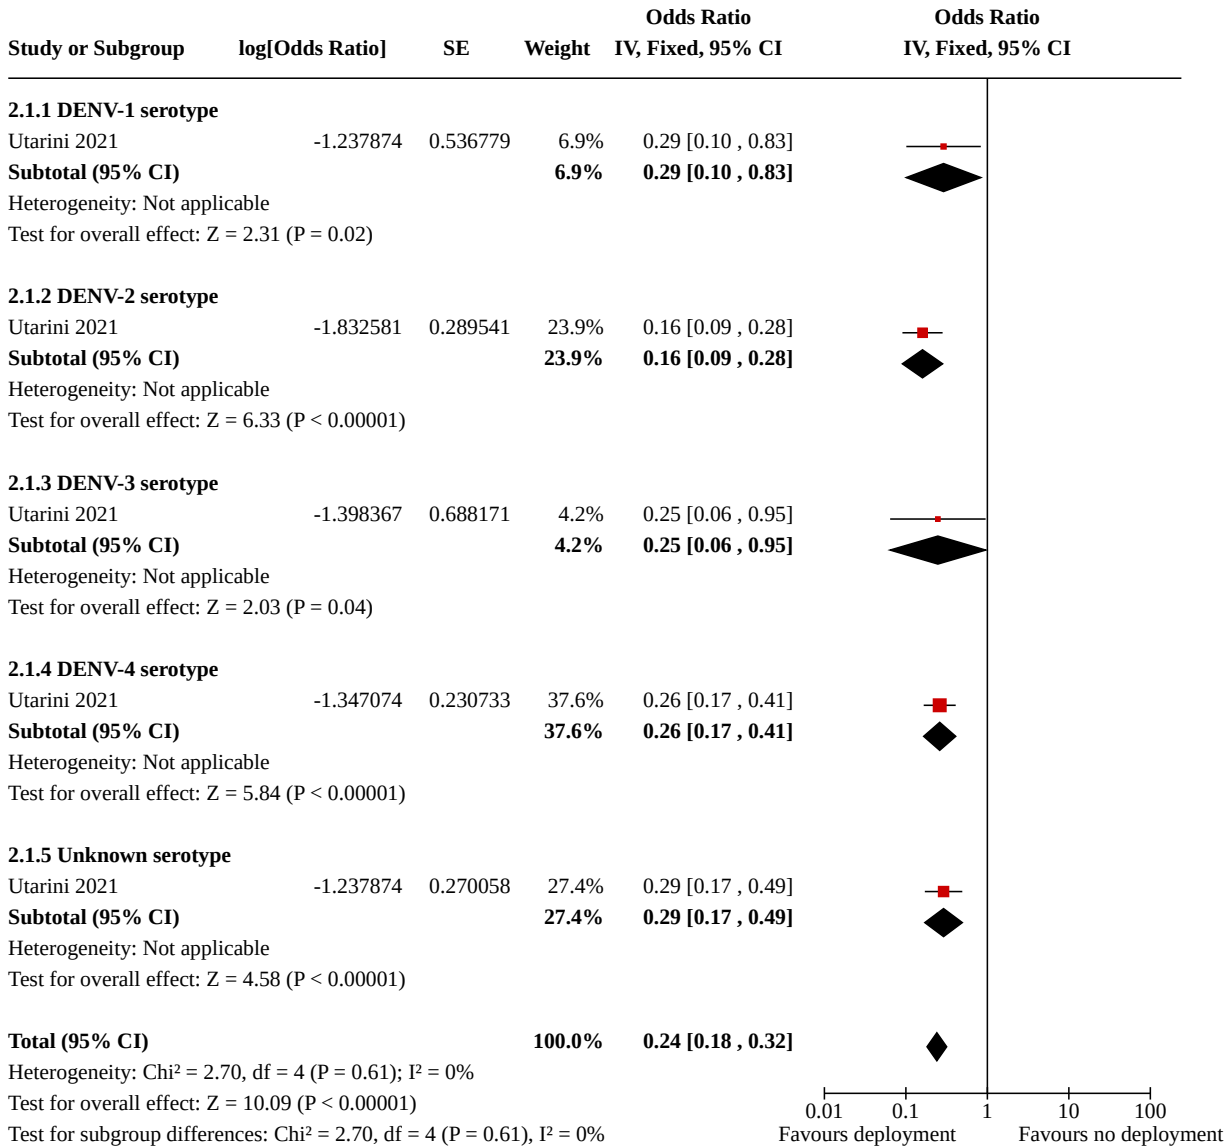 Odds Ratio Odds Ratio
Study or Subgroup log[Odds Ratio] SE Weight IV, Fixed, 95% CI IV, Fixed, 95% CI
2.1.1 DENV-1 serotype
Utarini 2021 -1.237874 0.536779 6.9% 0.29 [0.10 , 0.83]
Subtotal (95% CI) 6.9% 0.29 [0.10 , 0.83]
Heterogeneity: Not applicable
Test for overall effect: Z = 2.31 (P = 0.02)
2.1.2 DENV-2 serotype
Utarini 2021 -1.832581 0.289541 23.9% 0.16 [0.09 , 0.28]
Subtotal (95% CI) 23.9% 0.16 [0.09 , 0.28]
Heterogeneity: Not applicable
Test for overall effect: Z = 6.33 (P < 0.00001)
2.1.3 DENV-3 serotype
Utarini 2021 -1.398367 0.688171 4.2% 0.25 [0.06 , 0.95]
Subtotal (95% CI) 4.2% 0.25 [0.06 , 0.95]
Heterogeneity: Not applicable
Test for overall effect: Z = 2.03 (P = 0.04)
2.1.4 DENV-4 serotype
Utarini 2021 -1.347074 0.230733 37.6% 0.26 [0.17 , 0.41]
Subtotal (95% CI) 37.6% 0.26 [0.17 , 0.41]
Heterogeneity: Not applicable
Test for overall effect: Z = 5.84 (P < 0.00001)
2.1.5 Unknown serotype
Utarini 2021 -1.237874 0.270058 27.4% 0.29 [0.17 , 0.49]
Subtotal (95% CI) 27.4% 0.29 [0.17 , 0.49]
Heterogeneity: Not applicable
Test for overall effect: Z = 4.58 (P < 0.00001)
Total (95% CI) 100.0% 0.24 [0.18 , 0.32]
Heterogeneity: Chi² = 2.70, df = 4 (P = 0.61); I² = 0%
Test for overall effect: Z = 10.09 (P < 0.00001) 0.01 0.1 1 10 100
Test for subgroup differences: Chi² = 2.70, df = 4 (P = 0.61), I² = 0% Favours deployment Favours no deployment